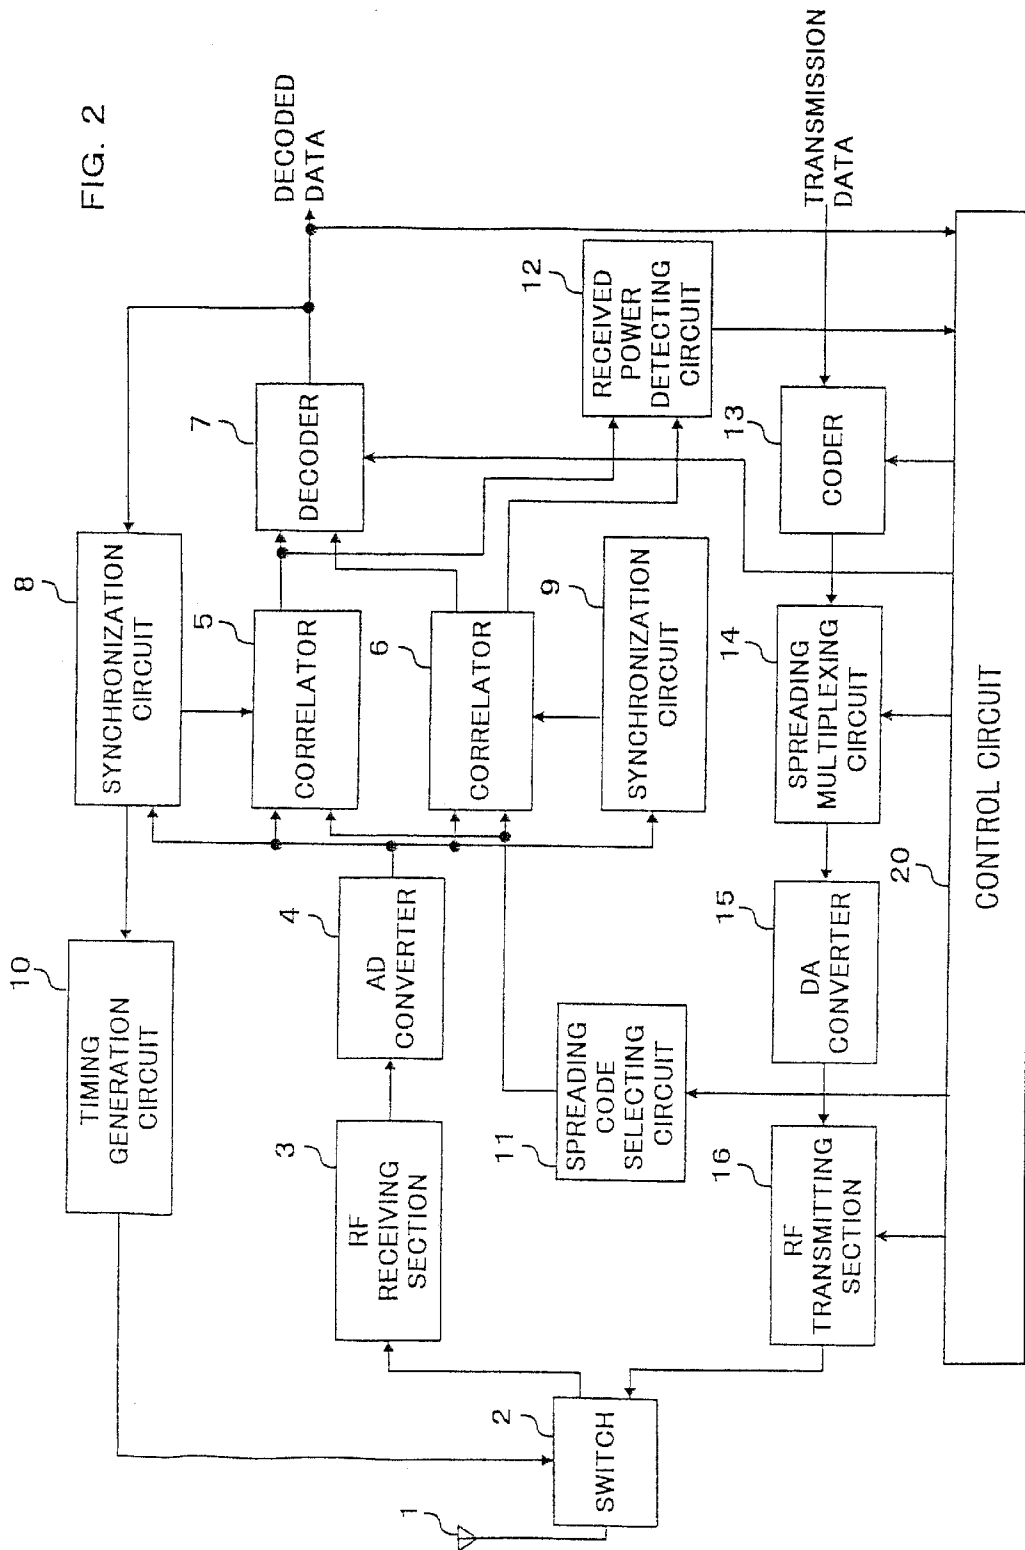 FIG. 2
10
TIMING
GENERATION
CIRCUIT
8
SYNCHRONIZATION
CIRCUIT
DECODED
DATA
3
RF
RECEIVING
SECTION
4
AD
CONVERTER
5
CORRELATOR
7
DECODER
6
CORRELATOR
1
2
SWITCH
11
SPREADING
CODE
SELECTING
CIRCUIT
9
SYNCHRONIZATION
CIRCUIT
12
RECEIVED
POWER
DETECTING
CIRCUIT
16
RF
TRANSMITTING
SECTION
15
DA
CONVERTER
14
SPREADING
MULTIPLEXING
CIRCUIT
13
CODER
TRANSMISSION
DATA
20
CONTROL CIRCUIT